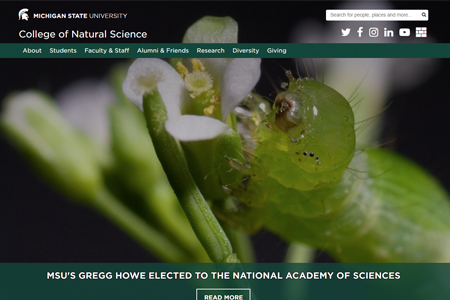 MICHIGAN STATE UNIVERSITY
Search for people, places and more.
College of Natural Science
About Students Faculty & Staff Alumni & Friends Research Diversity Giving
MSU'S GREGG HOWE ELECTED TO THE NATIONAL ACADEMY OF SCIENCES
READ MORE